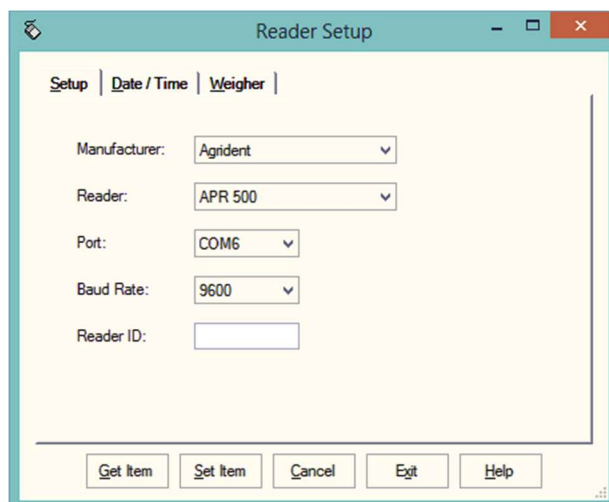 Reader Setup
Setup Date / Time Weigher
Manufacturer: Agrident
Reader: APR 500
Port: COM6
Baud Rate: 9600
Reader ID:
Get Item Set Item Cancel Exit Help